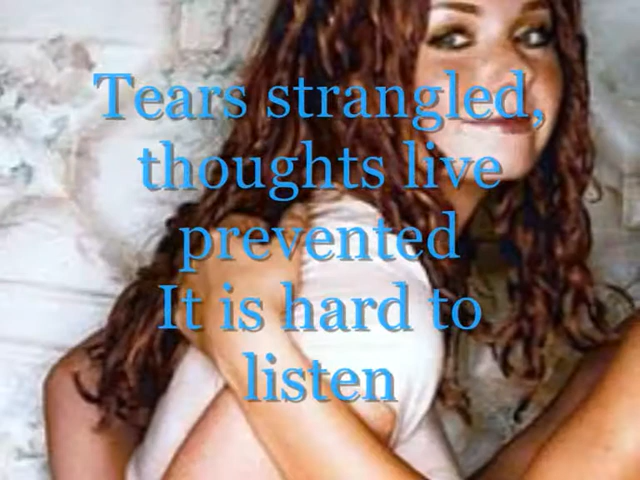 Tears strangled,
thoughts live
prevented
It is hard to
listen